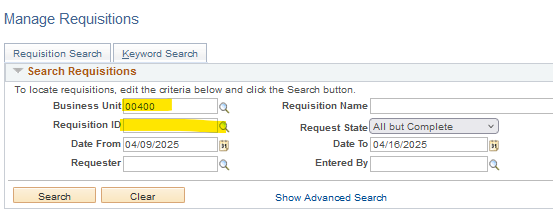 Manage Requisitions
Requisition Search Keyword Search
Search Requisitions
To locate requisitions, edit the criteria below and click the Search button.
Business Unit 00400 Requisition Name
Requisition ID Request State All but Complete
Date From 04/09/2025 Date To 04/16/2025
Requester Entered By
Search Clear Show Advanced Search